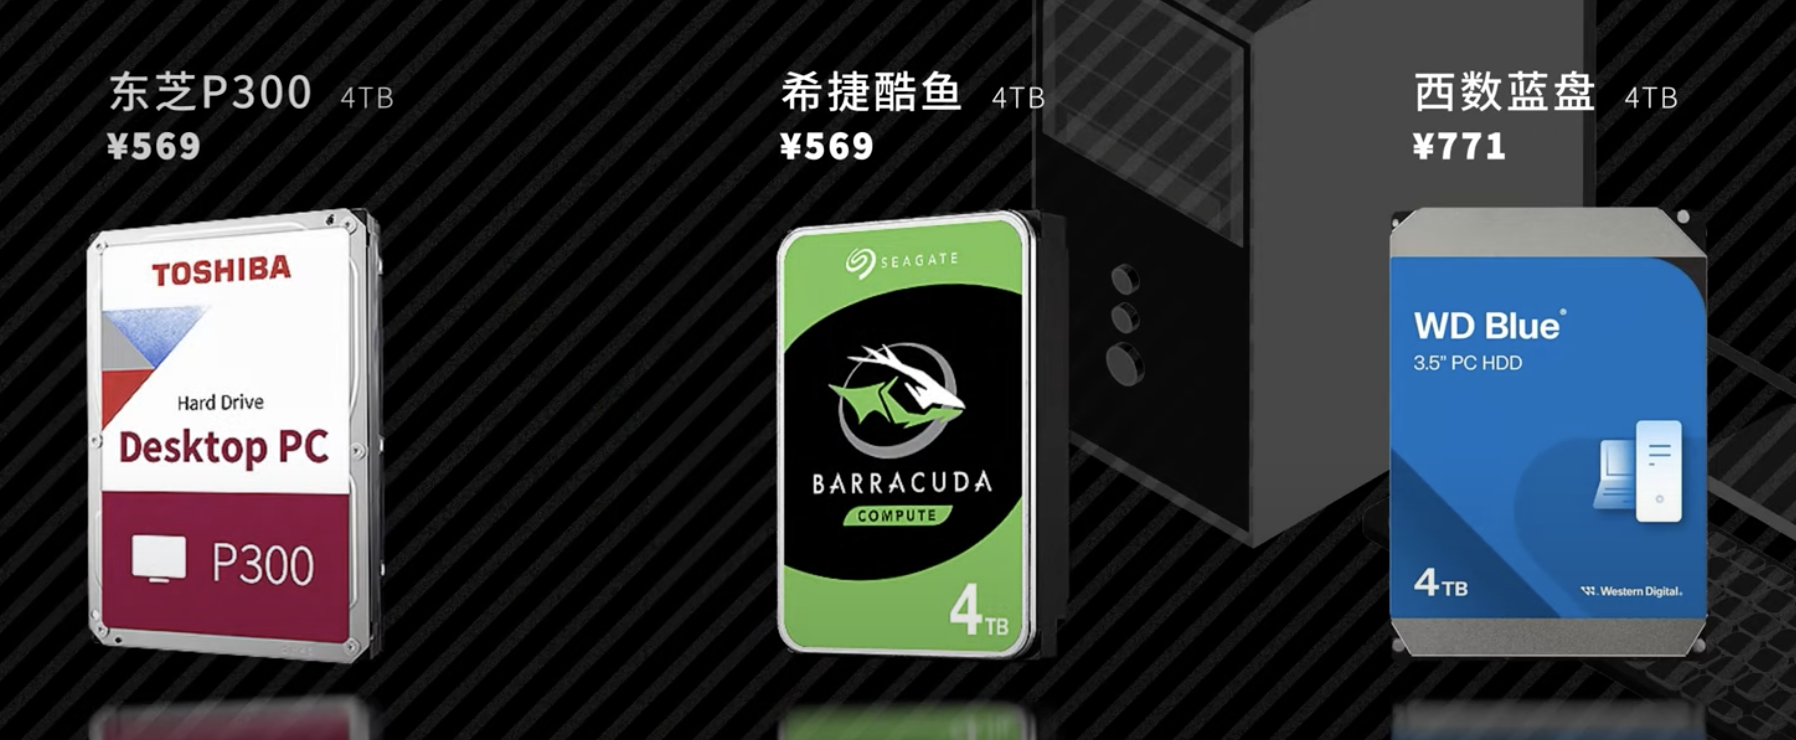 东芝P300 4TB
¥569
TOSHIBA
Hard Drive
Desktop PC
P300
希捷酷鱼 4TB
¥569
SEAGATE
BARRACUDA
COMPUTE
4TB
西数蓝盘 4TB
¥771
WD Blue®
3.5" PC HDD
4TB
Western Digital.